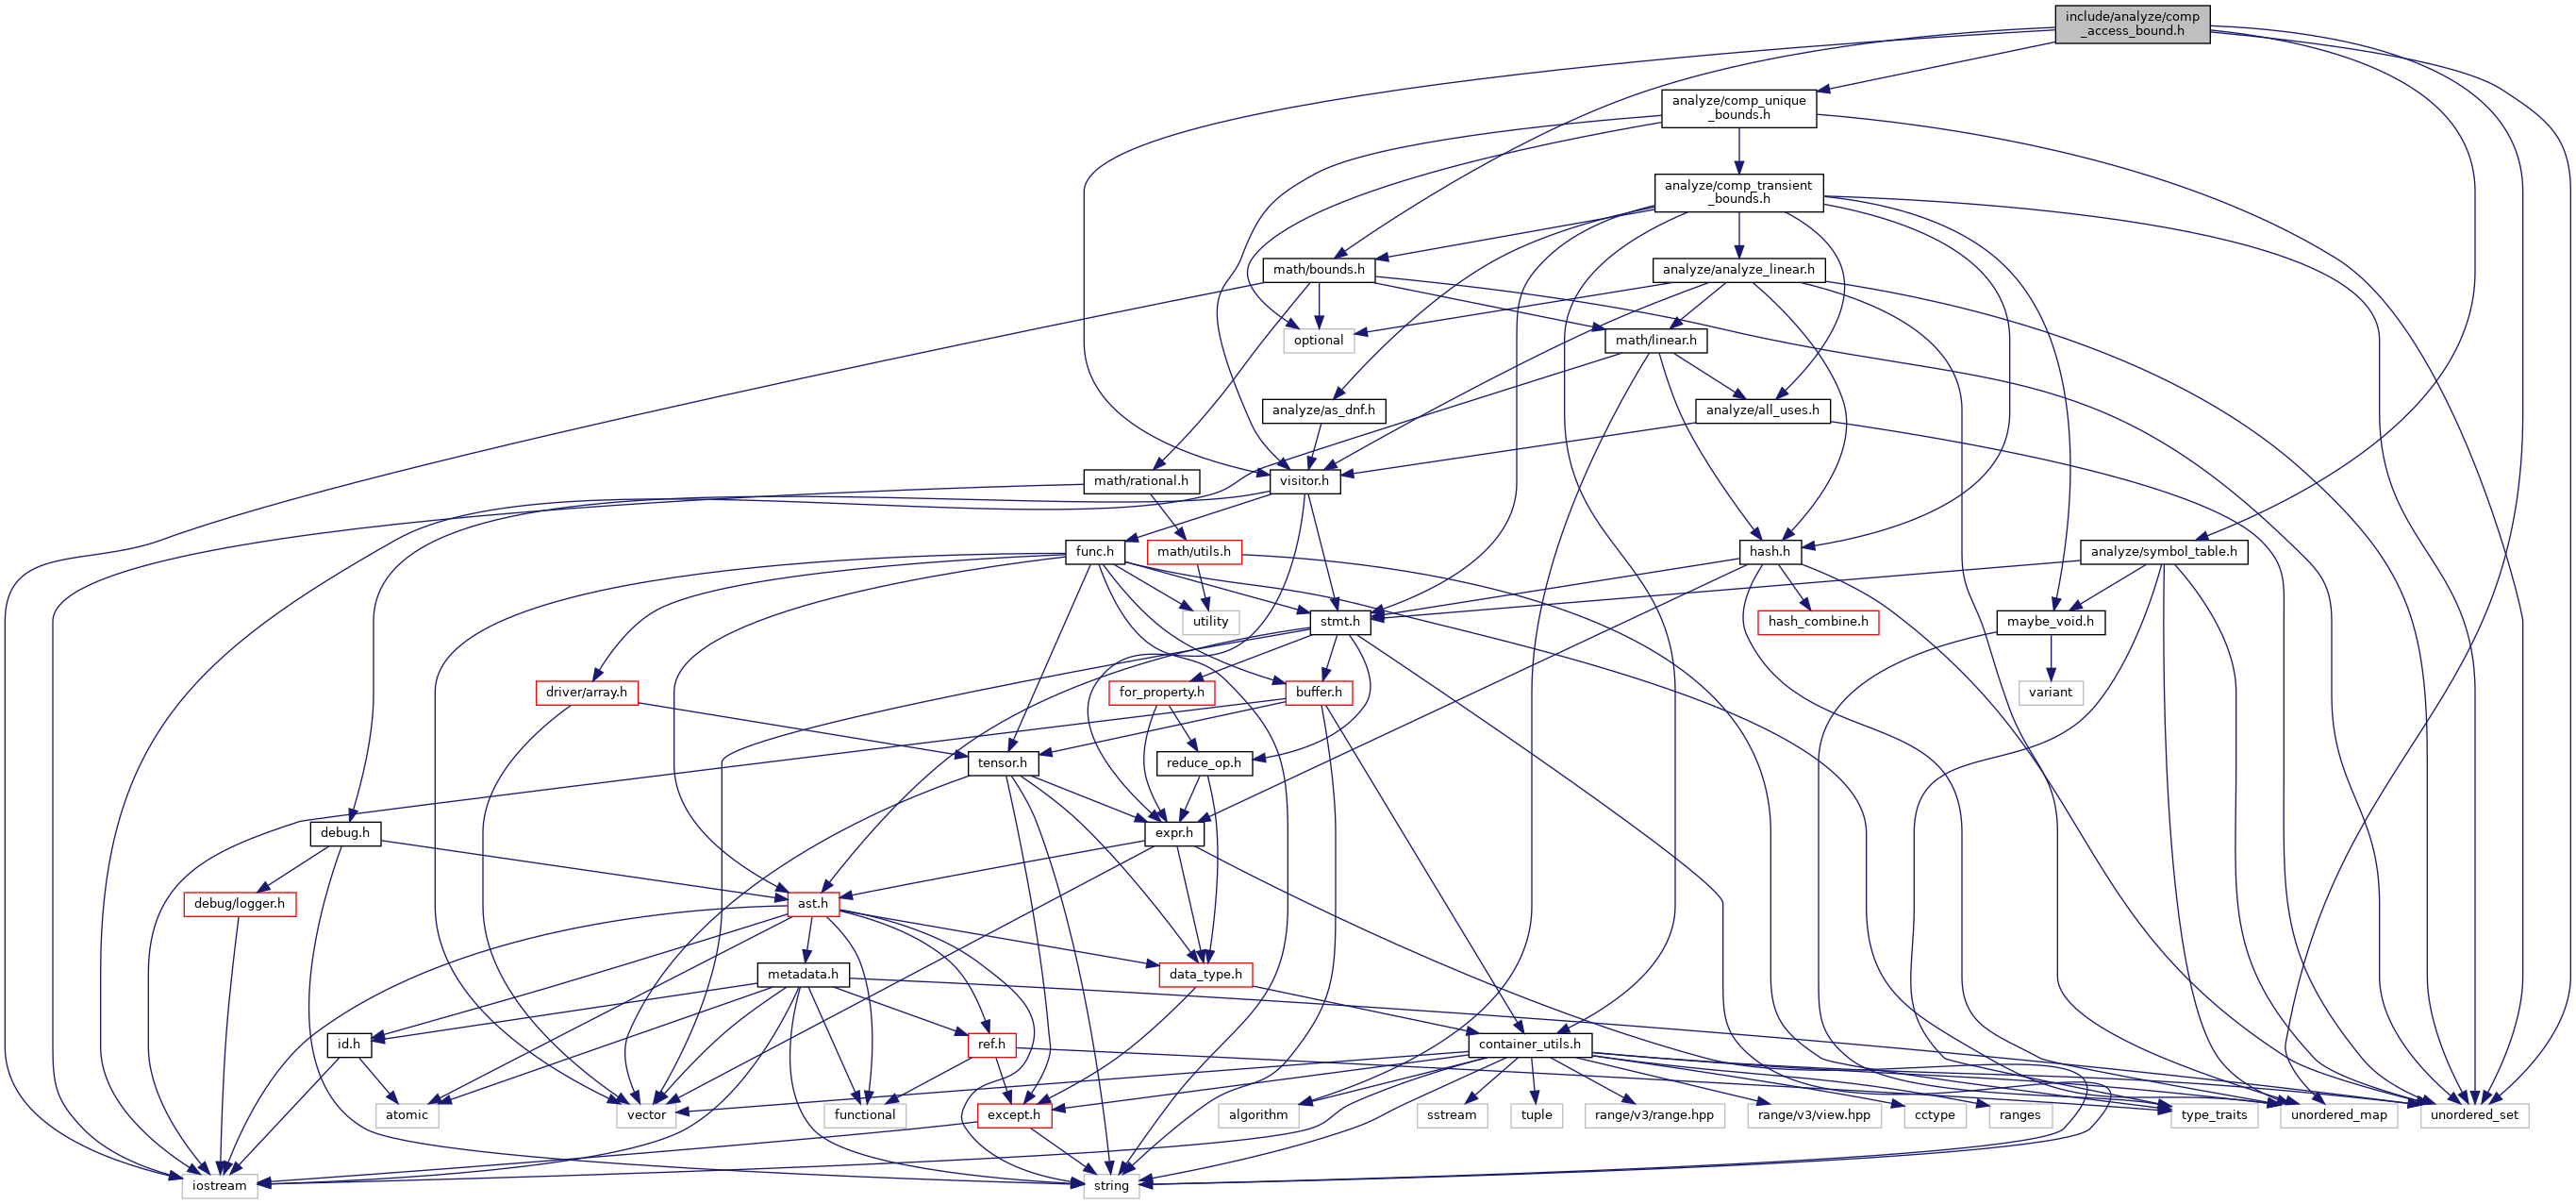 include/analyze/comp
_access_bound.h
analyze/comp_unique
_bounds.h
analyze/comp_transient
_bounds.h
math/bounds.h
analyze/analyze_linear.h
optional
math/linear.h
analyze/as_dnf.h
analyze/all_uses.h
math/rational.h
visitor.h
func.h
math/utils.h
hash.h
analyze/symbol_table.h
utility
stmt.h
hash_combine.h
maybe_void.h
driver/array.h
for_property.h
buffer.h
variant
tensor.h
reduce_op.h
debug.h
expr.h
debug/logger.h
ast.h
metadata.h
data_type.h
id.h
ref.h
container_utils.h
atomic
vector
functional
except.h
algorithm
sstream
tuple
range/v3/range.hpp
range/v3/view.hpp
cctype
ranges
type_traits
unordered_map
unordered_set
iostream
string